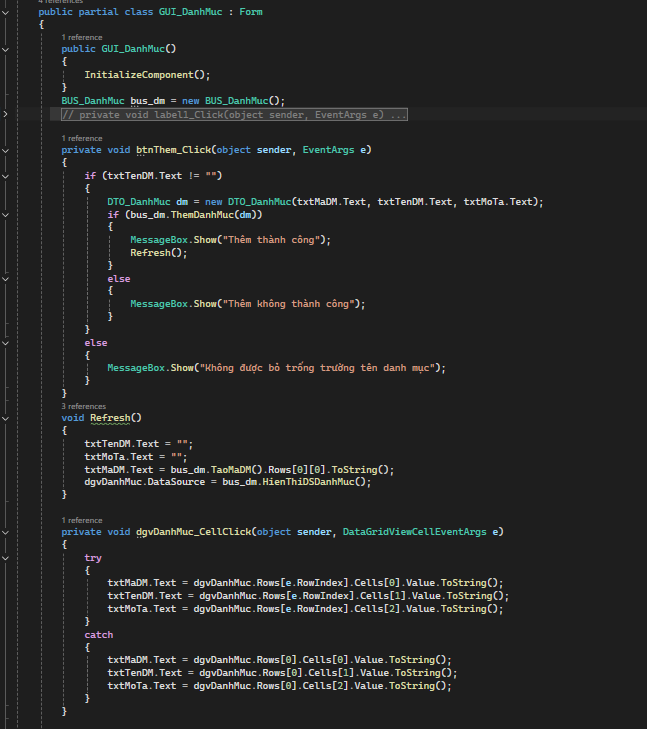 4 references
public partial class GUI_DanhMuc : Form
{
1 reference
public GUI_DanhMuc()
{
InitializeComponent();
}
BUS_DanhMuc bus_dm = new BUS_DanhMuc();
// private void label1_Click(object sender, EventArgs e) ...
1 reference
private void btnThem_Click(object sender, EventArgs e)
{
if (txtTenDM.Text != "")
{
DTO_DanhMuc dm = new DTO_DanhMuc(txtMaDM.Text, txtTenDM.Text, txtMoTa.Text);
if (bus_dm.ThemDanhMuc(dm))
{
MessageBox.Show("Thêm thành công");
Refresh();
}
else
{
MessageBox.Show("Thêm không thành công");
}
}
else
{
MessageBox.Show("Không được bỏ trống trường tên danh mục");
}
}
3 references
void Refresh()
{
txtTenDM.Text = "";
txtMoTa.Text = "";
txtMaDM.Text = bus_dm.TaoMaDM().Rows[0][0].ToString();
dgvDanhMuc.DataSource = bus_dm.HienThiDSDanhMuc();
}
1 reference
private void dgvDanhMuc_CellClick(object sender, DataGridViewCellEventArgs e)
{
try
{
txtMaDM.Text = dgvDanhMuc.Rows[e.RowIndex].Cells[0].Value.ToString();
txtTenDM.Text = dgvDanhMuc.Rows[e.RowIndex].Cells[1].Value.ToString();
txtMoTa.Text = dgvDanhMuc.Rows[e.RowIndex].Cells[2].Value.ToString();
}
catch
{
txtMaDM.Text = dgvDanhMuc.Rows[0].Cells[0].Value.ToString();
txtTenDM.Text = dgvDanhMuc.Rows[0].Cells[1].Value.ToString();
txtMoTa.Text = dgvDanhMuc.Rows[0].Cells[2].Value.ToString();
}
}